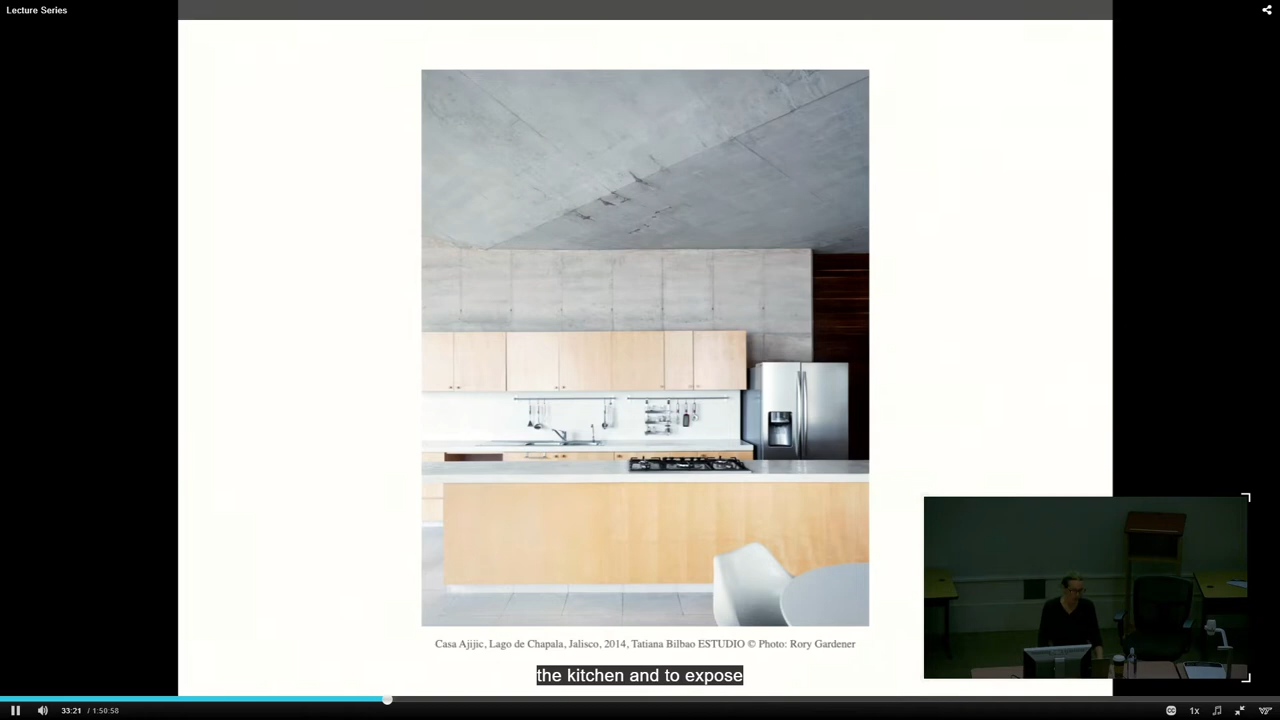 Lecture Series
Casa Ajijic, Lago de Chapala, Jalisco, 2014, Tatiana Bilbao ESTUDIO © Photo: Rory Gardener
the kitchen and to expose
33:21 / 1:50:58
CC
1x